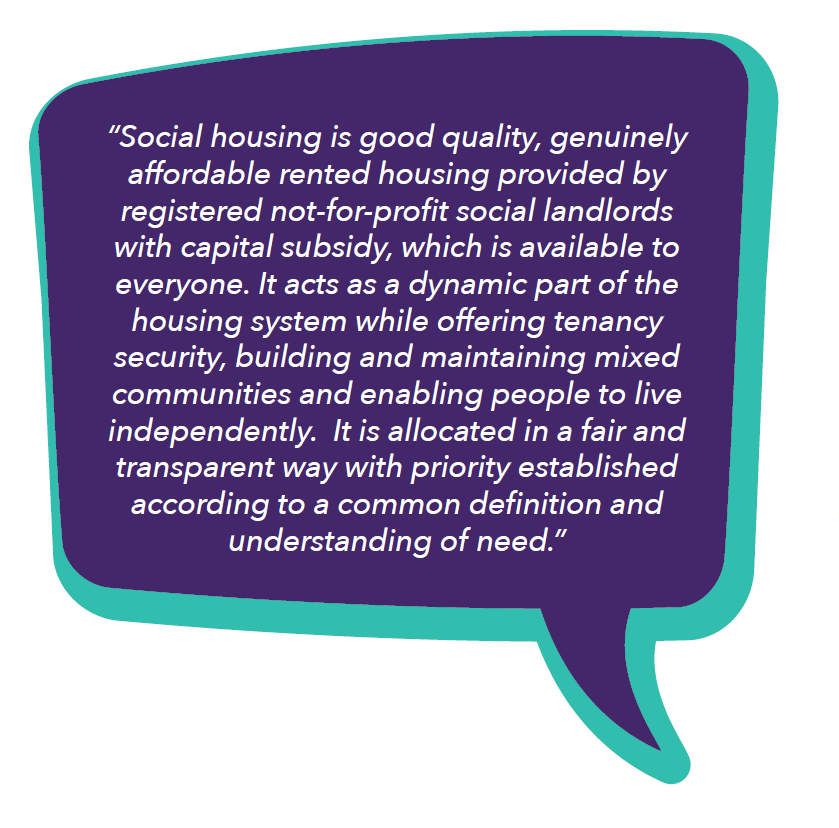 “Social housing is good quality, genuinely
affordable rented housing provided by
registered not-for-profit social landlords
with capital subsidy, which is available to
everyone. It acts as a dynamic part of the
housing system while offering tenancy
security, building and maintaining mixed
communities and enabling people to live
independently.  It is allocated in a fair and
transparent way with priority established
according to a common definition and
understanding of need.”